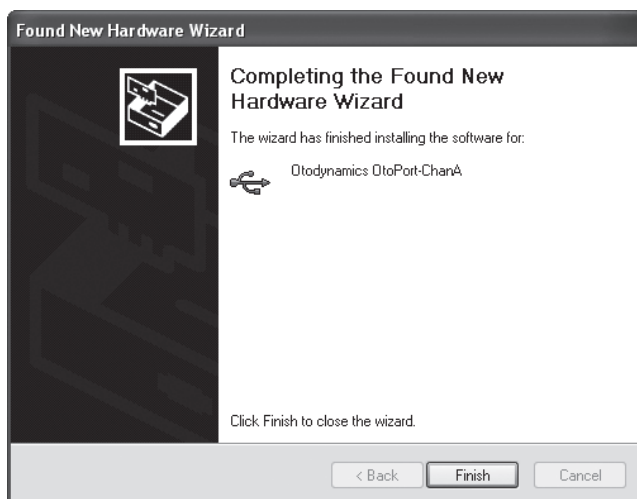 Found New Hardware Wizard
Completing the Found New
Hardware Wizard
The wizard has finished installing the software for:
Otodynamics OtoPort-ChanA
Click Finish to close the wizard.
< Back
Finish
Cancel